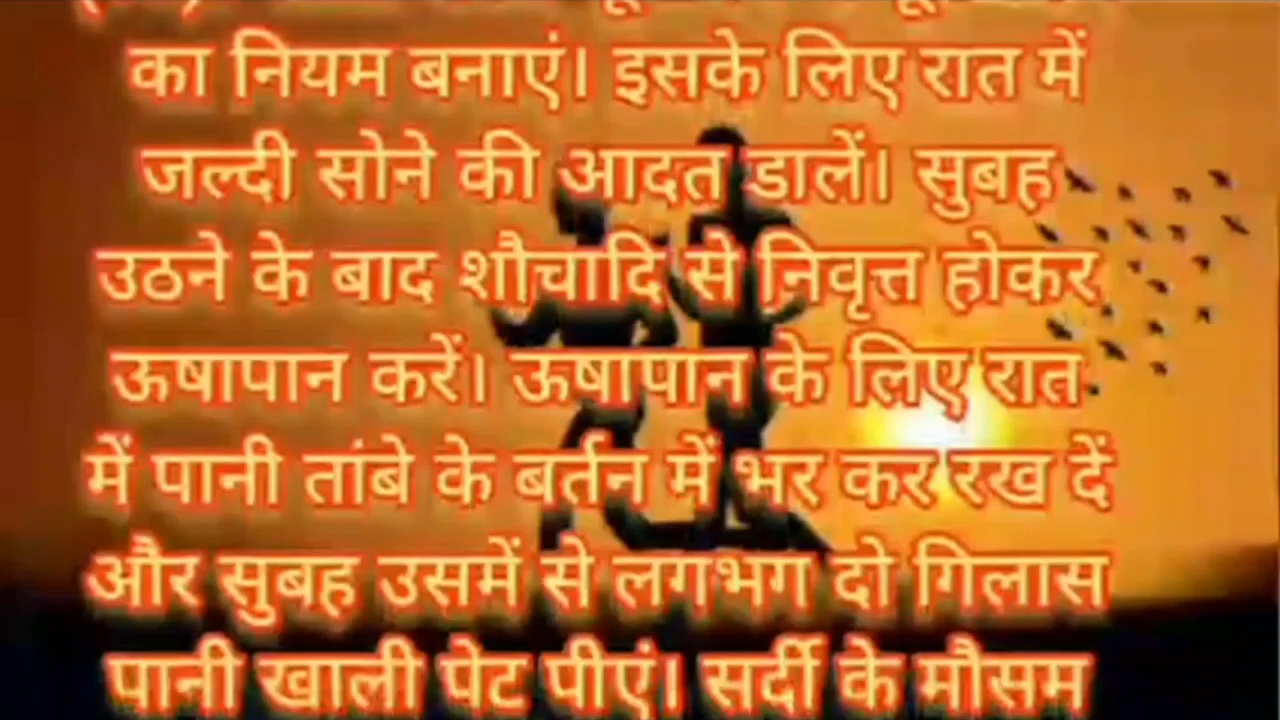 का नियम बनाएं। इसके लिए रात में
जल्दी सोने की आदत डालें। सुबह
उठने के बाद शौचादि से निवृत्त होकर
ऊषापान करें। ऊषापान के लिए रात
में पानी तांबे के बर्तन में भर कर रख दें
और सुबह उसमें से लगभग दो गिलास
पानी खाली पेट पीएं। सर्दी के मौसम